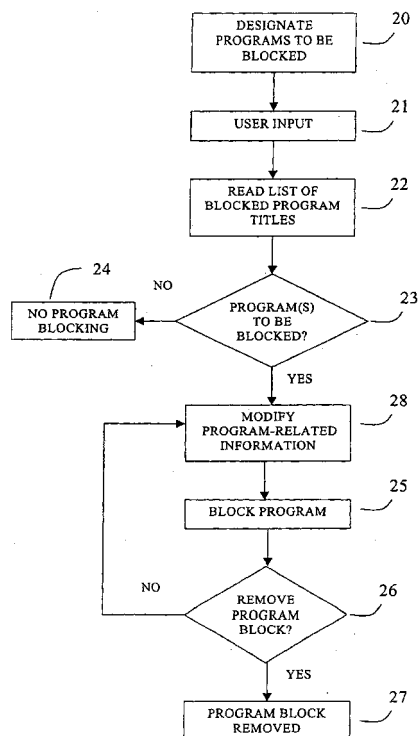 DESIGNATE
PROGRAMS TO BE
BLOCKED
20
USER INPUT
21
READ LIST OF
BLOCKED PROGRAM
TITLES
22
24
NO
NO PROGRAM
BLOCKING
PROGRAM(S)
TO BE
BLOCKED?
23
YES
MODIFY
PROGRAM-RELATED
INFORMATION
28
BLOCK PROGRAM
25
NO
REMOVE
PROGRAM
BLOCK?
26
YES
PROGRAM BLOCK
REMOVED
27